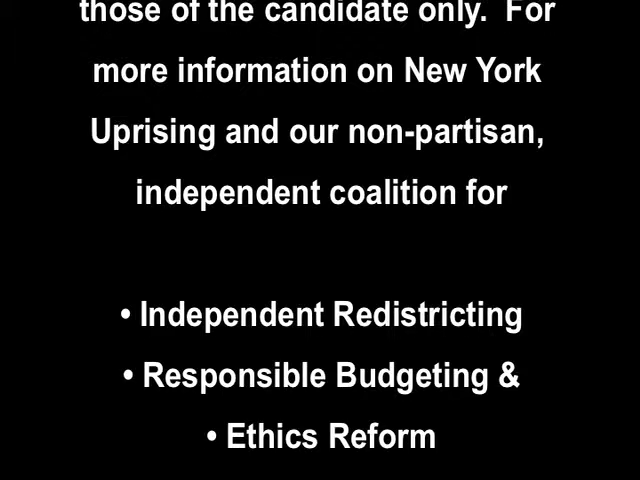 those of the candidate only.  For
more information on New York
Uprising and our non-partisan,
independent coalition for
• Independent Redistricting
• Responsible Budgeting &
• Ethics Reform